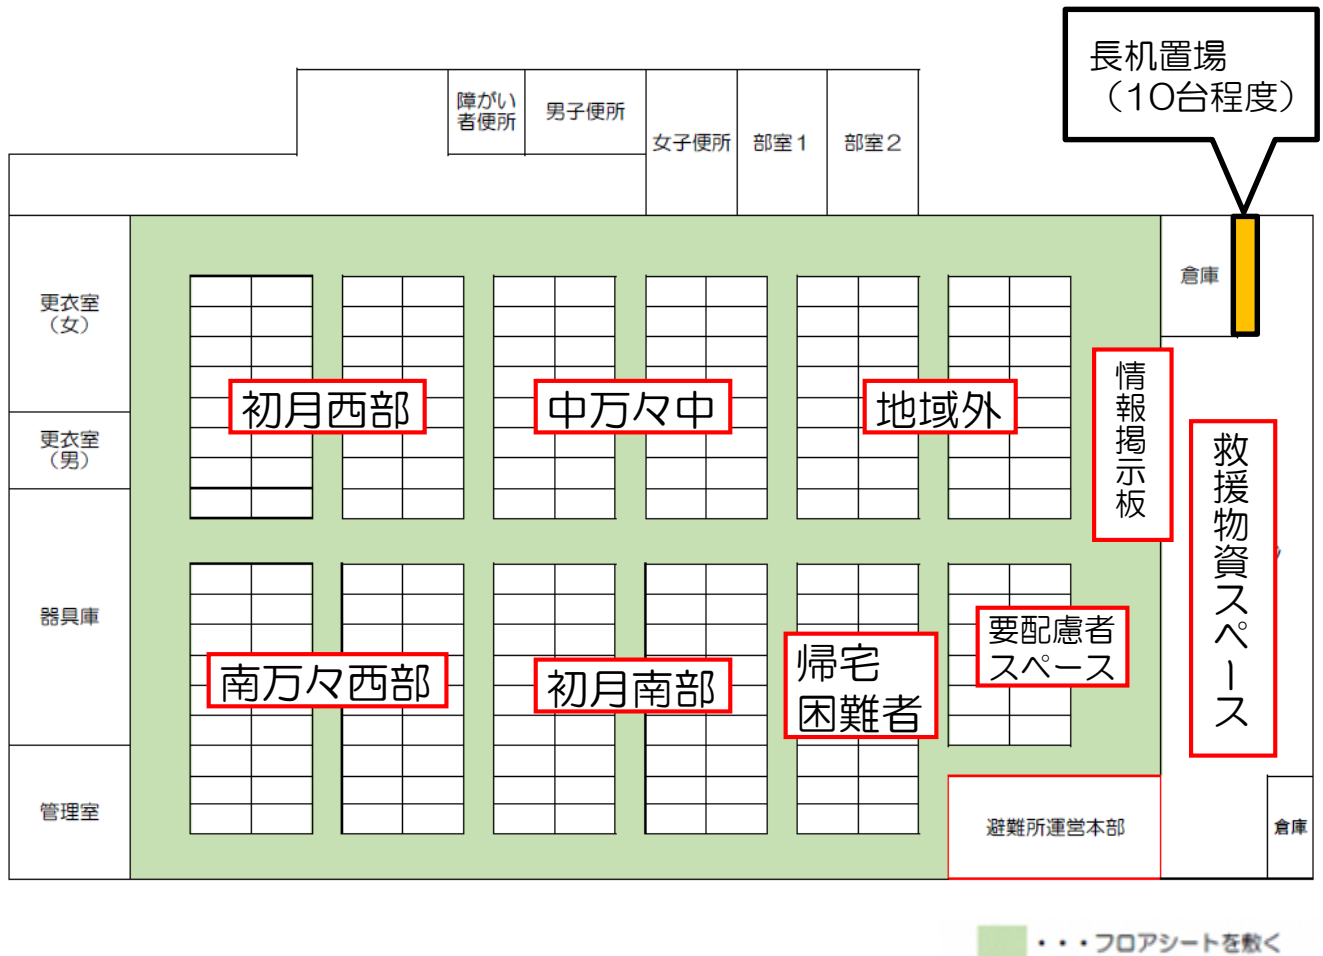 長机置場
（10台程度）
障がい
者便所
男子便所
女子便所
部室1
部室2
更衣室
（女）
倉庫
初月西部
中万々中
地域外
情報掲示板
更衣室
（男）
救援物資スペース
器具庫
南万々西部
初月南部
帰宅
困難者
要配慮者
スペース
管理室
避難所運営本部
倉庫
・・・フロアシートを敷く